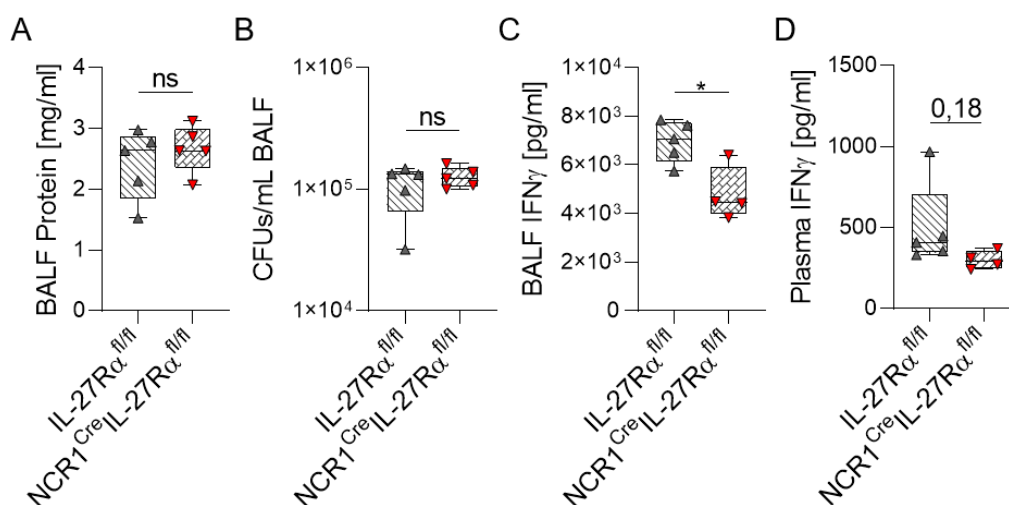 A
BALF Protein [mg/ml]
4
3
2
1
0
ns
IL-27Rα^fl/fl
NCR1^Cre IL-27Rα^fl/fl
B
CFUs/mL BALF
1×10⁶
1×10⁵
1×10⁴
ns
IL-27Rα^fl/fl
NCR1^Cre IL-27Rα^fl/fl
C
BALF IFNγ [pg/ml]
1×10⁴
8×10³
6×10³
4×10³
2×10³
0
*
IL-27Rα^fl/fl
NCR1^Cre IL-27Rα^fl/fl
D
Plasma IFNγ [pg/ml]
1500
1000
500
0
0,18
IL-27Rα^fl/fl
NCR1^Cre IL-27Rα^fl/fl